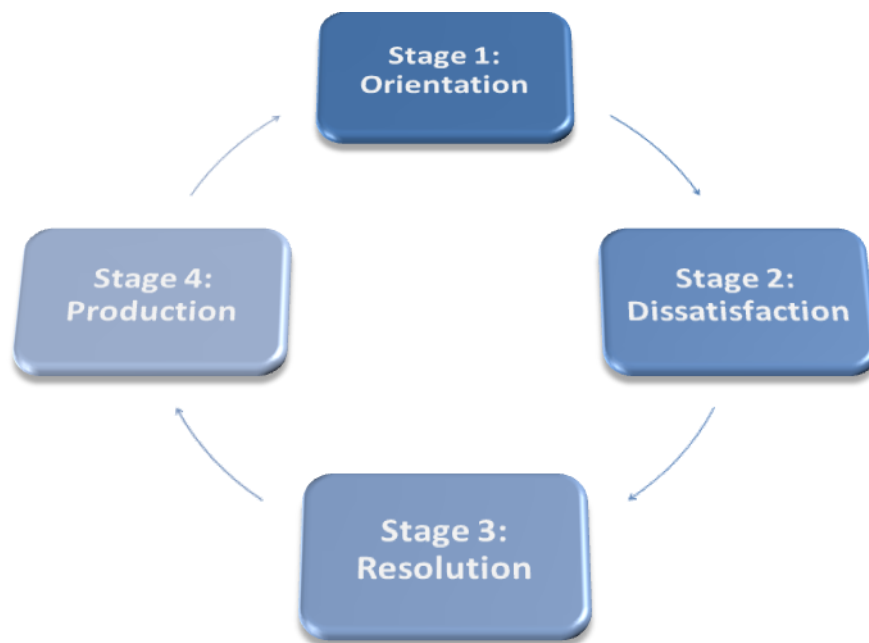 Stage 1:
Orientation
Stage 2:
Dissatisfaction
Stage 3:
Resolution
Stage 4:
Production